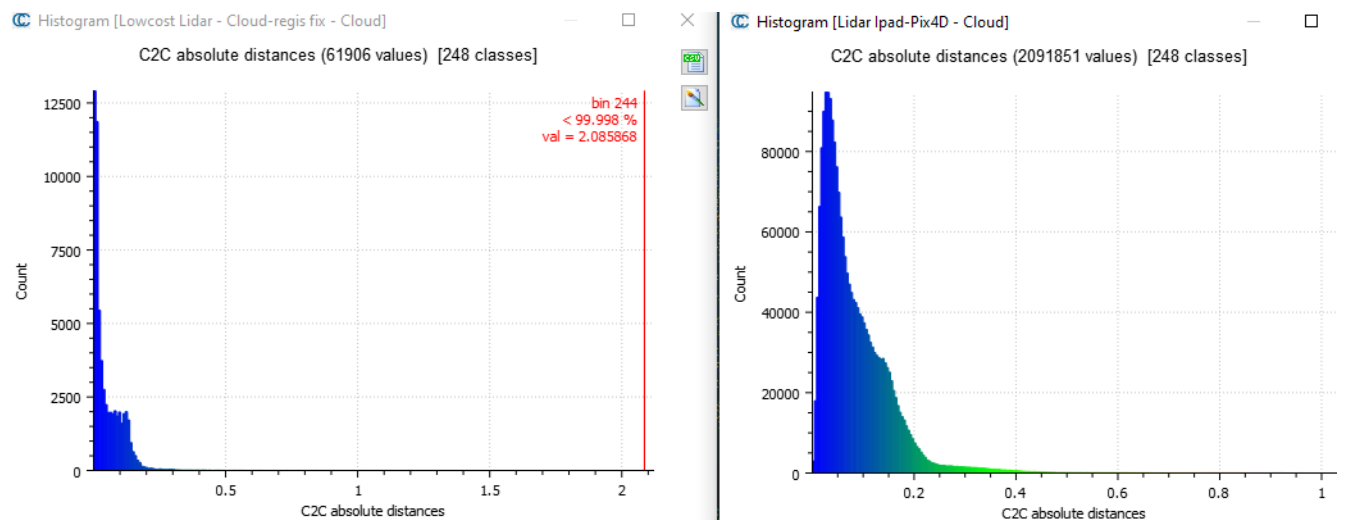 Histogram [Lowcost Lidar - Cloud-regis fix - Cloud]
C2C absolute distances (61906 values) [248 classes]
CSV
12500
10000
7500
5000
2500
0
Count
bin 244
< 99.998 %
val = 2.085868
0.5
1
1.5
2
C2C absolute distances
Histogram [Lidar Ipad-Pix4D - Cloud]
C2C absolute distances (2091851 values) [248 classes]
80000
60000
40000
20000
0
Count
0.2
0.4
0.6
0.8
1
C2C absolute distances